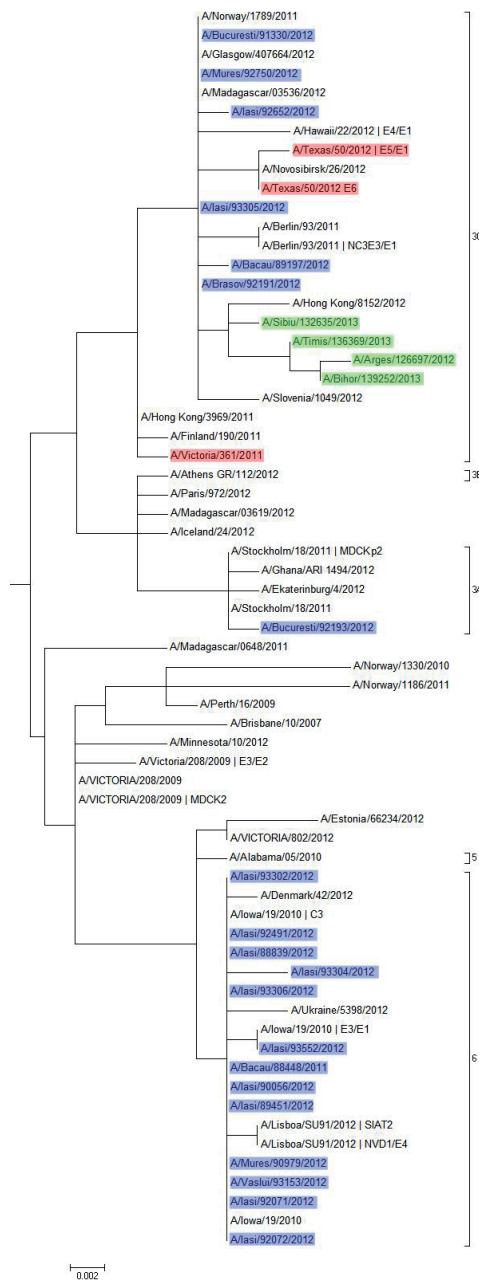 A/Norway/1789/2011
A/Bucuresti/91330/2012
A/Glasgow/407664/2012
A/Mures/92750/2012
A/Madagascar/03536/2012
A/Iasi/92652/2012
A/Hawaii/22/2012 | E4/E1
A/Texas/50/2012 | E5/E1
A/Novosibirsk/26/2012
A/Texas/50/2012 E6
A/Iasi/93305/2012
A/Berlin/93/2011
A/Berlin/93/2011 | NC3E3/E1
3C
A/Bacau/89197/2012
A/Brasov/92191/2012
A/Hong Kong/8152/2012
A/Sibiu/132635/2013
A/Timis/136369/2013
A/Arges/126697/2012
A/Bihor/139252/2013
A/Slovenia/1049/2012
A/Hong Kong/3969/2011
A/Finland/190/2011
A/Victoria/361/2011
A/Athens GR/112/2012
3B
A/Paris/972/2012
A/Madagascar/03619/2012
A/Iceland/24/2012
A/Stockholm/18/2011 | MDCKp2
A/Ghana/ARI 1494/2012
A/Ekaterinburg/4/2012
3A
A/Stockholm/18/2011
A/Bucuresti/92193/2012
A/Madagascar/0648/2011
A/Norway/1330/2010
A/Norway/1186/2011
A/Perth/16/2009
A/Brisbane/10/2007
A/Minnesota/10/2012
A/Victoria/208/2009 | E3/E2
A/VICTORIA/208/2009
A/VICTORIA/208/2009 | MDCK2
A/Estonia/66234/2012
A/VICTORIA/802/2012
A/Alabama/05/2010
5
A/Iasi/93302/2012
A/Denmark/42/2012
A/Iowa/19/2010 | C3
A/Iasi/92491/2012
A/Iasi/88839/2012
A/Iasi/93304/2012
A/Iasi/93306/2012
A/Ukraine/5398/2012
A/Iowa/19/2010 | E3/E1
A/Iasi/93552/2012
A/Bacau/88448/2011
6
A/Iasi/90056/2012
A/Iasi/89451/2012
A/Lisboa/SU91/2012 | SIAT2
A/Lisboa/SU91/2012 | NVD1/E4
A/Mures/90979/2012
A/Vaslui/93153/2012
A/Iasi/92071/2012
A/Iowa/19/2010
A/Iasi/92072/2012
0.002